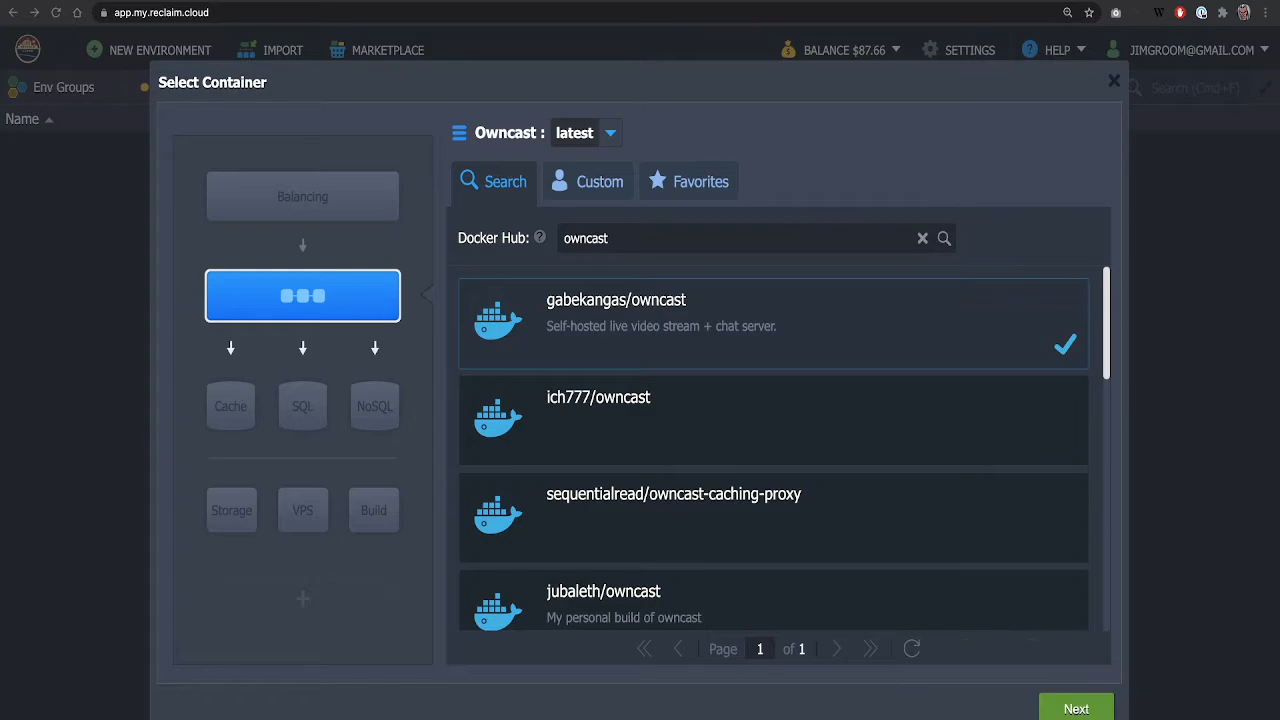 app.my.reclaim.cloud
NEW ENVIRONMENT
IMPORT
MARKETPLACE
BALANCE $87.66
SETTINGS
HELP
JIMGROOM@GMAIL.COM
Env Groups
Search (Cmd+F)
Name
Select Container
Owncast :
latest
Search
Custom
Favorites
Docker Hub: ?
owncast
Balancing
Cache
SQL
NoSQL
Storage
VPS
Build
gabekangas/owncast
Self-hosted live video stream + chat server.
ich777/owncast
sequentialread/owncast-caching-proxy
jubaleth/owncast
My personal build of owncast
Page 1 of 1
Next